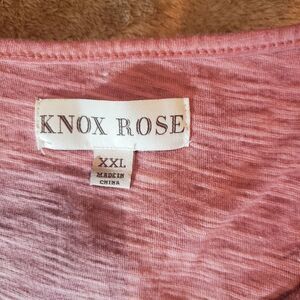 KNOX ROSE
XXL
MADE IN
CHINA